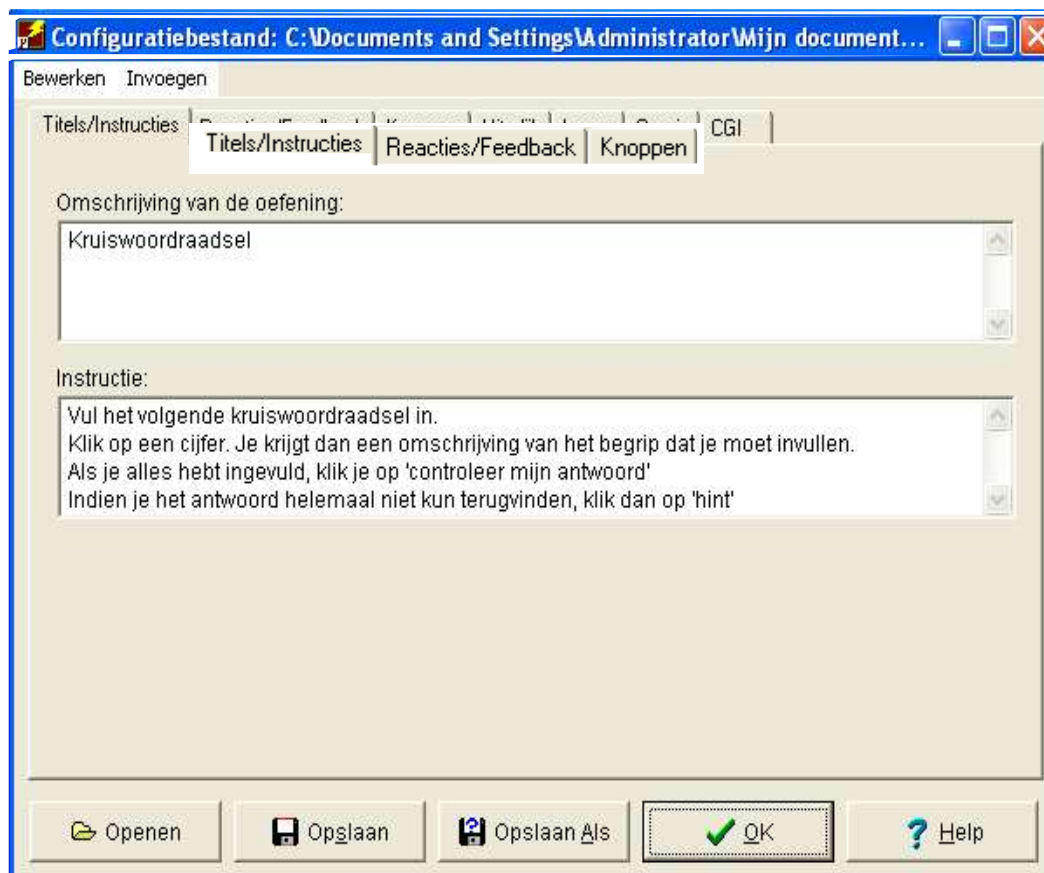 Configuratiebestand: C:\Documents and Settings\Administrator\Mijn document...
Bewerken Invoegen
Titels/Instructies CGI
Titels/Instructies Reacties/Feedback Knoppen
Omschrijving van de oefening:
Kruiswoordraadsel
Instructie:
Vul het volgende kruiswoordraadsel in.
Klik op een cijfer. Je krijgt dan een omschrijving van het begrip dat je moet invullen.
Als je alles hebt ingevuld, klik je op 'controleer mijn antwoord'
Indien je het antwoord helemaal niet kun terugvinden, klik dan op 'hint'
Openen Opslaan Opslaan Als OK Help